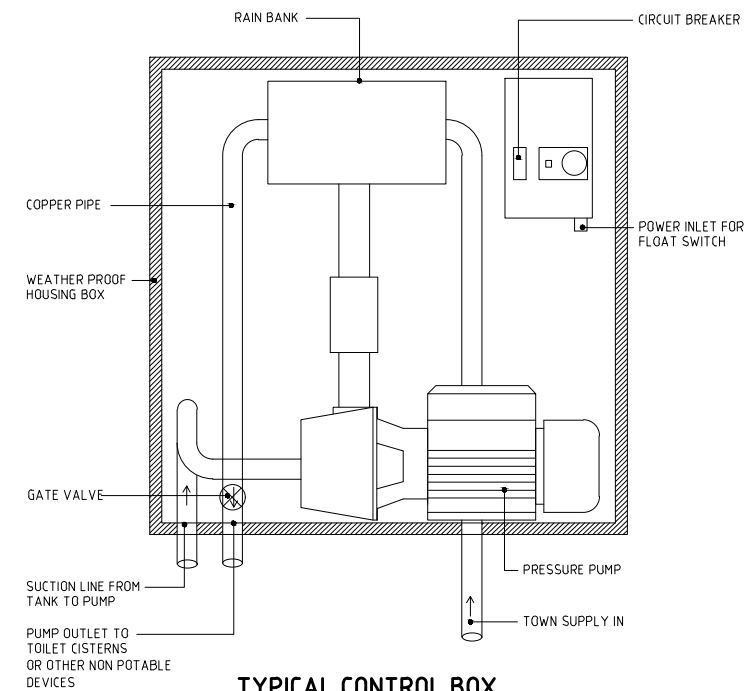 RAIN BANK
CIRCUIT BREAKER
COPPER PIPE
POWER INLET FOR
FLOAT SWITCH
WEATHER PROOF
HOUSING BOX
GATE VALVE
PRESSURE PUMP
SUCTION LINE FROM
TANK TO PUMP
TOWN SUPPLY IN
PUMP OUTLET TO
TOILET CISTERNS
OR OTHER NON POTABLE
DEVICES
TYPICAL CONTROL BOX